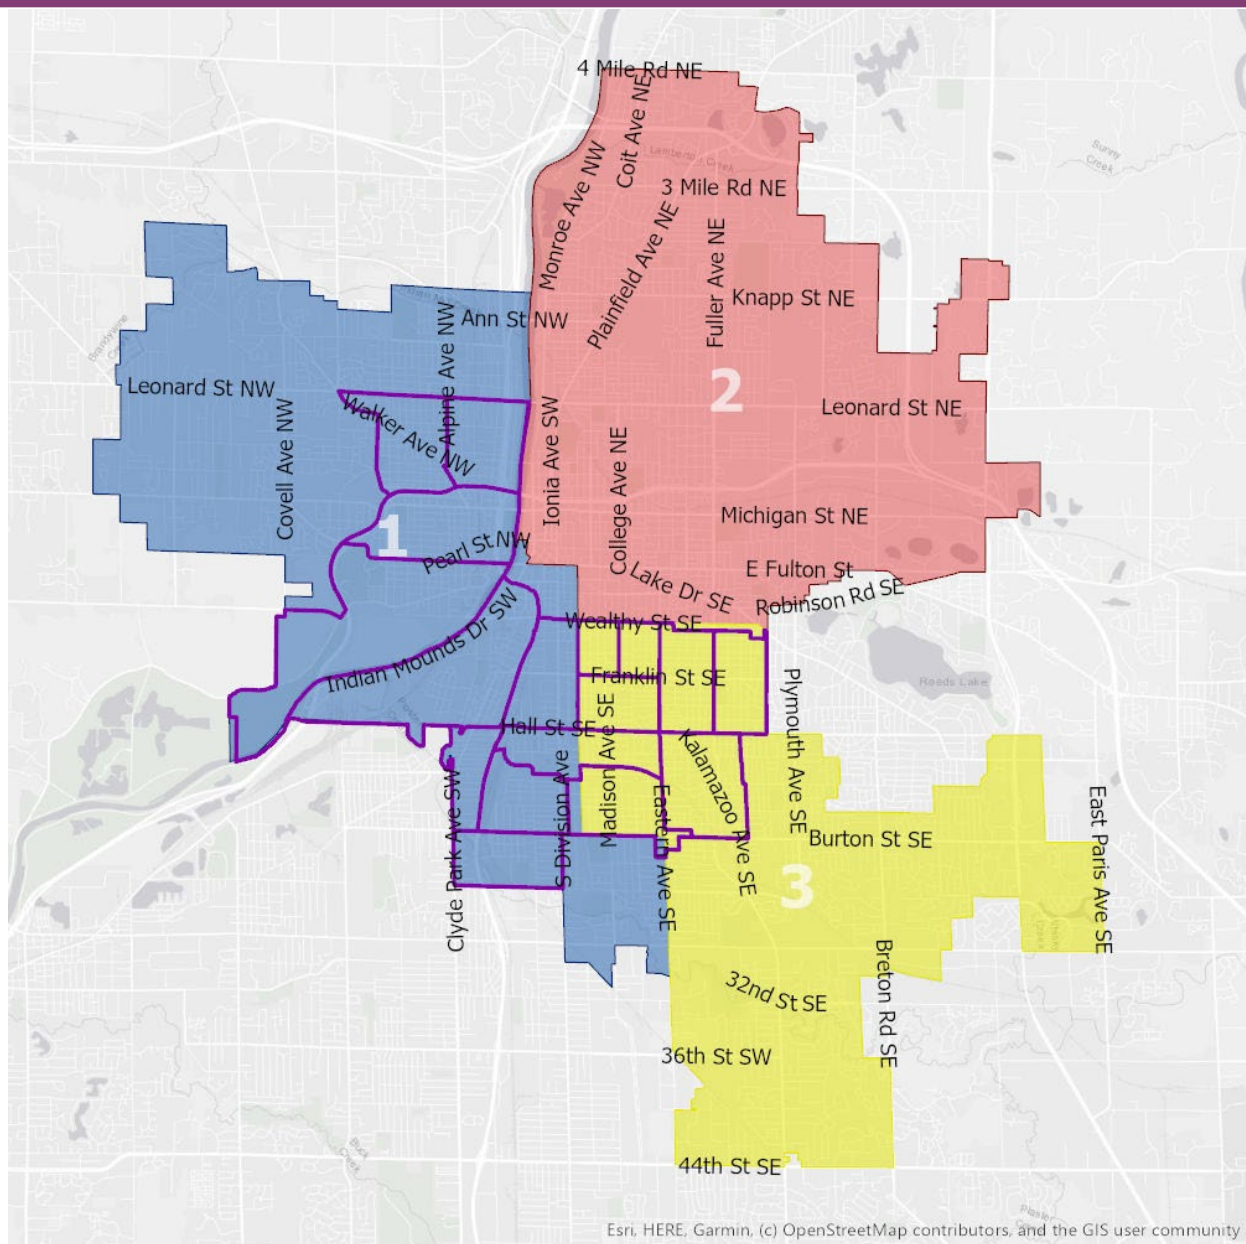 4 Mile Rd NE
Coit Ave NE
Sunny
Creek
Monroe Ave NW
3 Mile Rd NE
Plainfield Ave NE
Fuller Ave NE
Knapp St NE
Ann St NW
Alpine Ave NW
Leonard St NW
2
Walker Ave NW
Covell Ave NW
Ionia Ave SW
Leonard St NE
College Ave NE
Michigan St NE
1
Pearl St NW
E Fulton St
Lake Dr SE
Robinson Rd SE
Wealthy St SE
Indian Mounds Dr SW
Franklin St SE
Reeds Lake
Plymouth Ave SE
Hall St SE
Madison Ave SE
Kalamazoo Ave SE
Clyde Park Ave SW
S Division Ave
Eastern Ave SE
Burton St SE
East Paris Ave SE
3
Breton Rd SE
32nd St SE
36th St SW
44th St SE
Buck
Creek
Esri, HERE, Garmin, (c) OpenStreetMap contributors, and the GIS user community